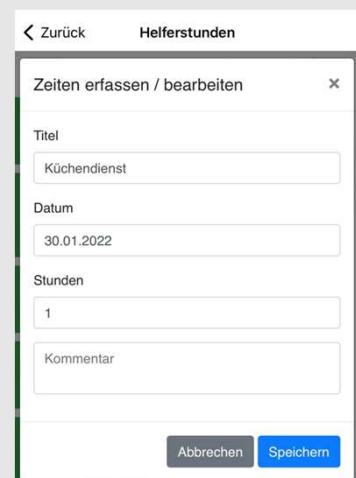 Zurück Helferstunden
Zeiten erfassen / bearbeiten ×
Titel
Küchendienst
Datum
30.01.2022
Stunden
1
Kommentar
Abbrechen Speichern